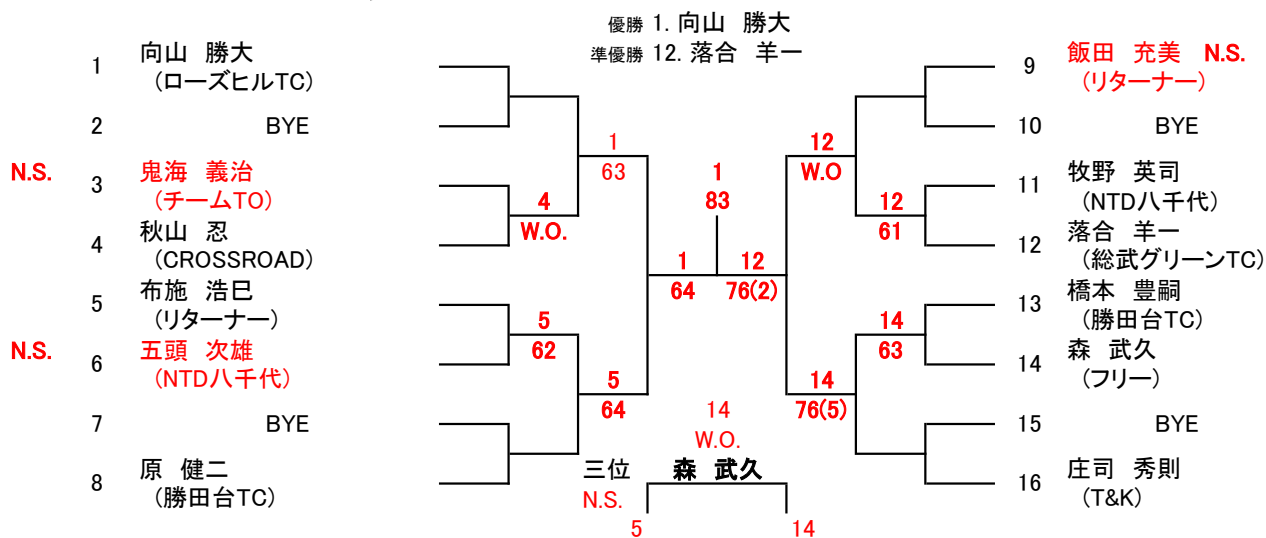 優勝 1. 向山　勝大
準優勝 12. 落合　羊一
1 向山　勝大
(ローズヒルTC)
2 BYE
N.S. 3 鬼海　義治
(チームTO)
4 秋山　忍
(CROSSROAD)
5 布施　浩巳
(リターナー)
N.S. 6 五頭　次雄
(NTD八千代)
7 BYE
8 原　健二
(勝田台TC)
1
63
4
W.O.
5
62
5
64
1
64
1
83
12
76(2)
12
W.O
12
61
14
63
14
76(5)
9 飯田　充美 N.S.
(リターナー)
10 BYE
11 牧野　英司
(NTD八千代)
12 落合　羊一
(総武グリーンTC)
13 橋本　豊嗣
(勝田台TC)
14 森　武久
(フリー)
15 BYE
16 庄司　秀則
(T&K)
14
W.O.
三位 森　武久
N.S.
5 14